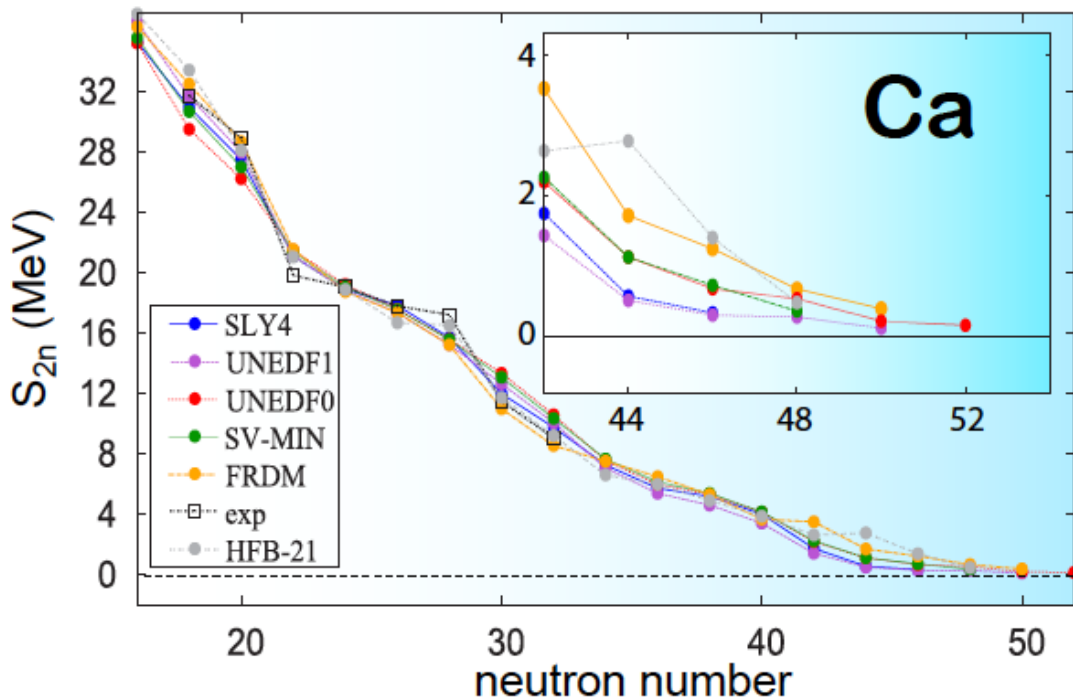 S2n (MeV)
32
28
24
20
16
12
8
4
0
SLY4
UNEDF1
UNEDF0
SV-MIN
FRDM
exp
HFB-21
Ca
4
2
0
44
48
52
20
30
40
50
neutron number